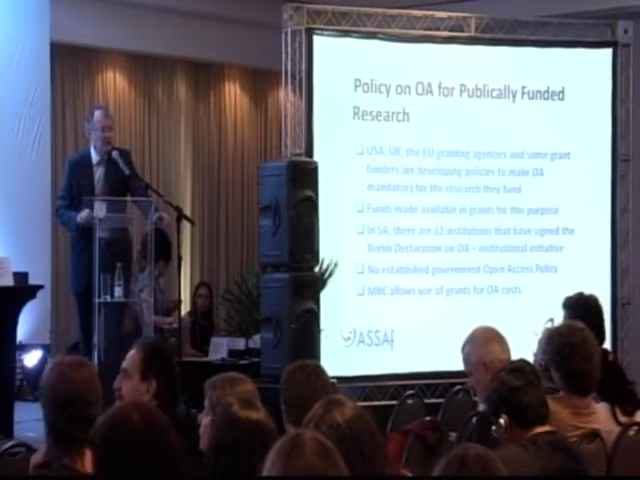 Policy on OA for Publically Funded
Research
USA, UK, the EU granting agencies and some grant
funders are developing policies to make OA
mandatory for the research they fund
Funds made available in grants for this purpose
In SA, there are 12 institutions that have signed the
Berlin Declaration on OA – institutional initiative
No established government Open Access Policy
MRC allows use of grants for OA costs
ASSAf